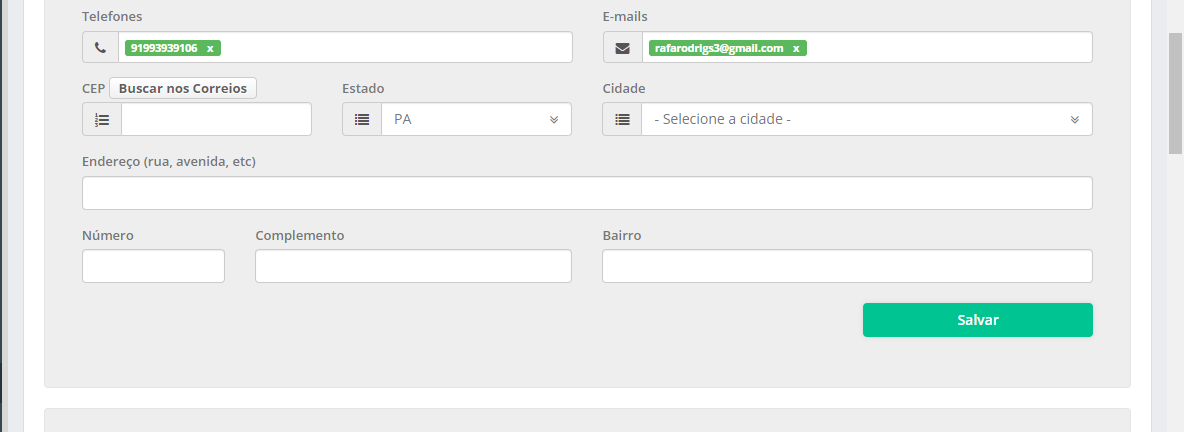 Telefones
E-mails
91993939106 x
rafarodrigs3@gmail.com x
CEP Buscar nos Correios
Estado
Cidade
PA
- Selecione a cidade -
Endereço (rua, avenida, etc)
Número
Complemento
Bairro
Salvar